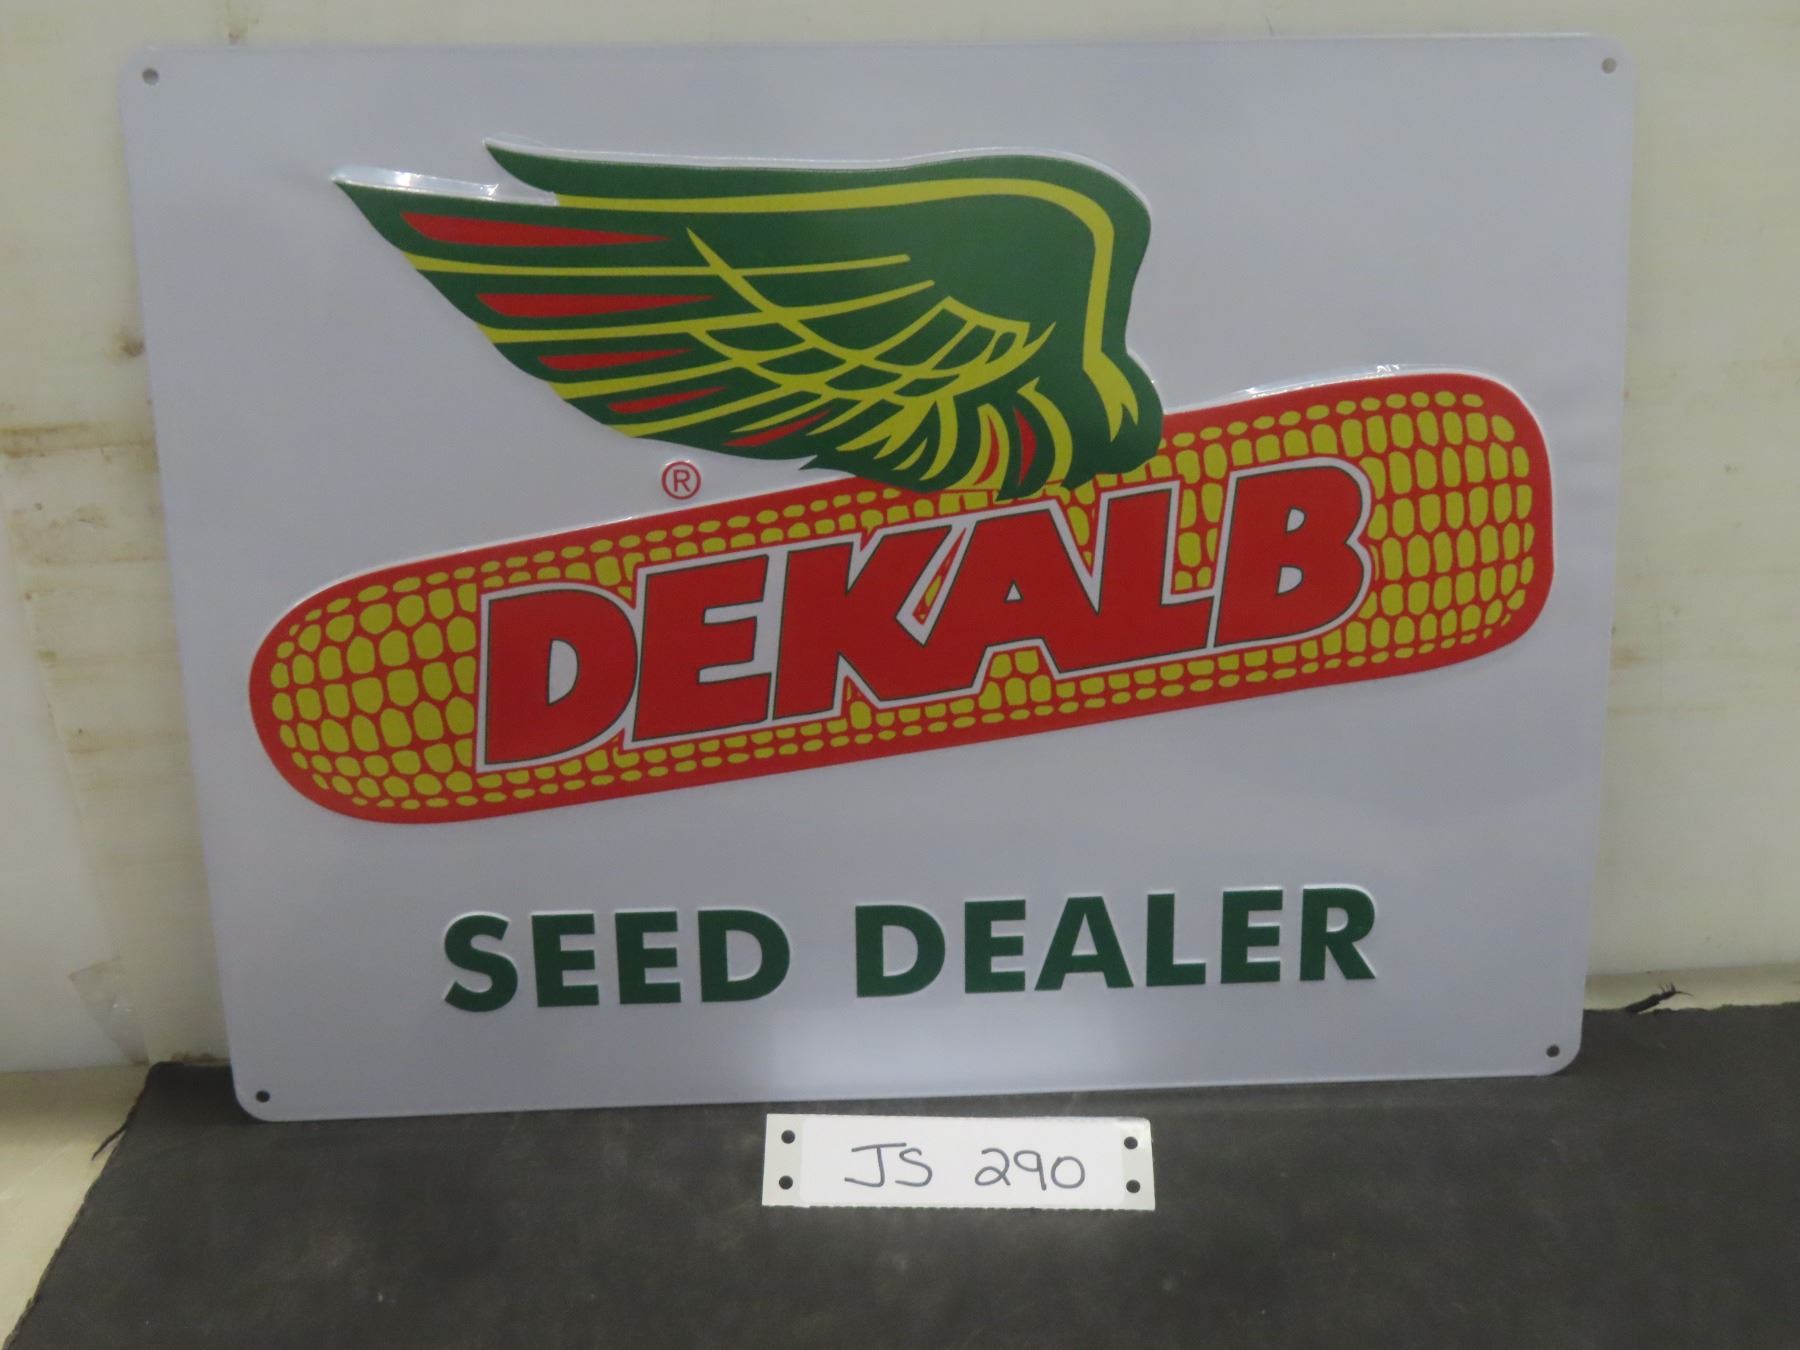 ®
DEKALB
SEED DEALER
JS 290